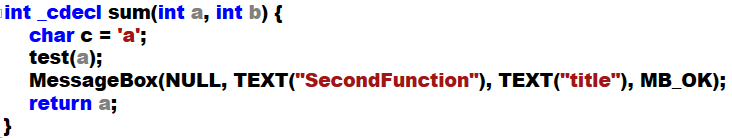 int _cdecl sum(int a, int b) {
char c = 'a';
test(a);
MessageBox(NULL, TEXT("SecondFunction"), TEXT("title"), MB_OK);
return a;
}